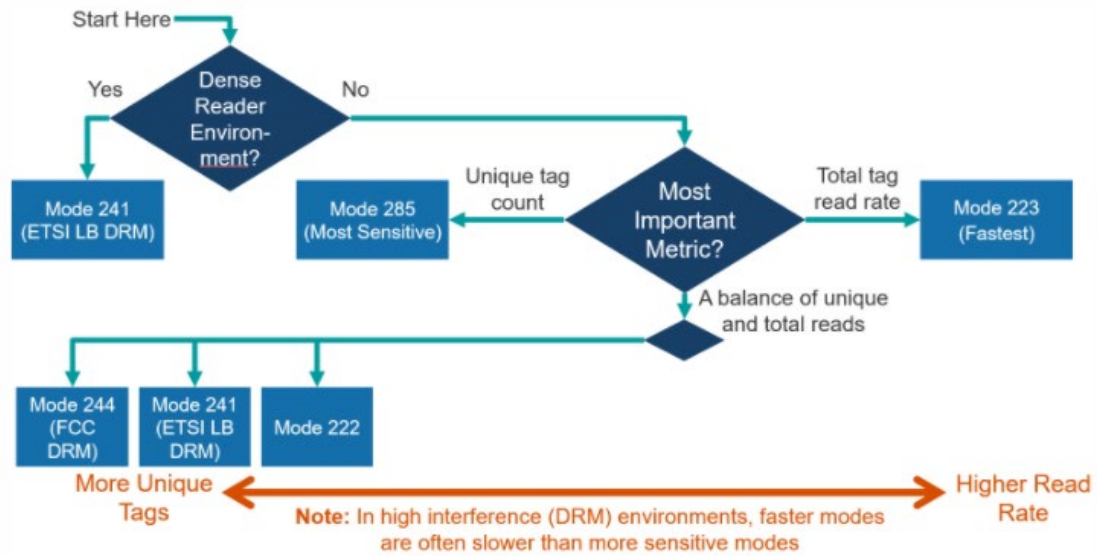 Start Here
Yes
Dense
Reader
Environ-
ment?
No
Mode 241
(ETSI LB DRM)
Mode 285
(Most Sensitive)
Unique tag
count
Most
Important
Metric?
Total tag
read rate
Mode 223
(Fastest)
A balance of unique
and total reads
Mode 244
(FCC
DRM)
Mode 241
(ETSI LB
DRM)
Mode 222
More Unique
Tags
Higher Read
Rate
Note: In high interference (DRM) environments, faster modes
are often slower than more sensitive modes